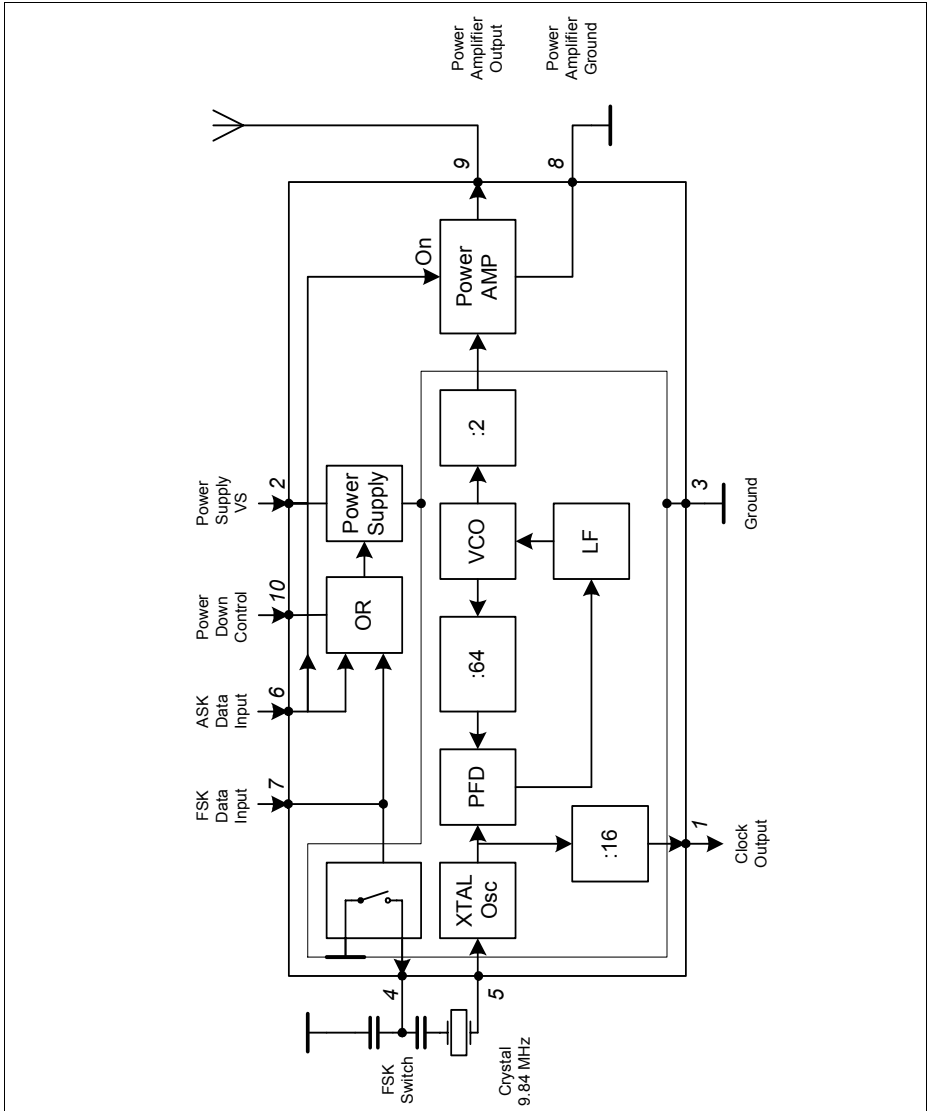 Power
Amplifier
Output
Power
Amplifier
Ground
9
8
On
Power
AMP
Power
Supply
VS
2
Power
Down
Control
10
ASK
Data
Input
6
FSK
Data
Input
7
Power
Supply
OR
:2
VCO
LF
:64
PFD
:16
XTAL
Osc
3
Ground
1
Clock
Output
4
5
FSK
Switch
Crystal
9.84 MHz